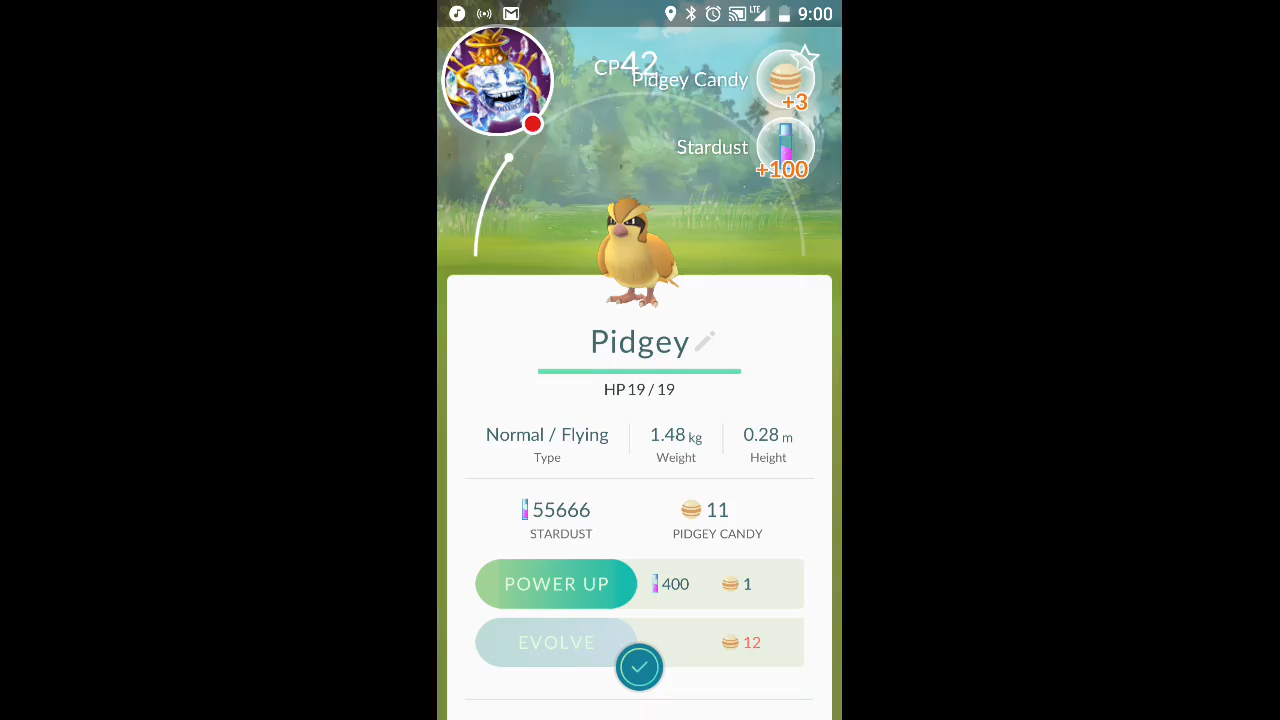 LTE 9:00
CP42
Pidgey Candy
+3
Stardust
+100
Pidgey
HP 19 / 19
Normal / Flying 1.48 kg 0.28 m
Type Weight Height
55666 11
STARDUST PIDGEY CANDY
POWER UP 400 1
EVOLVE 12